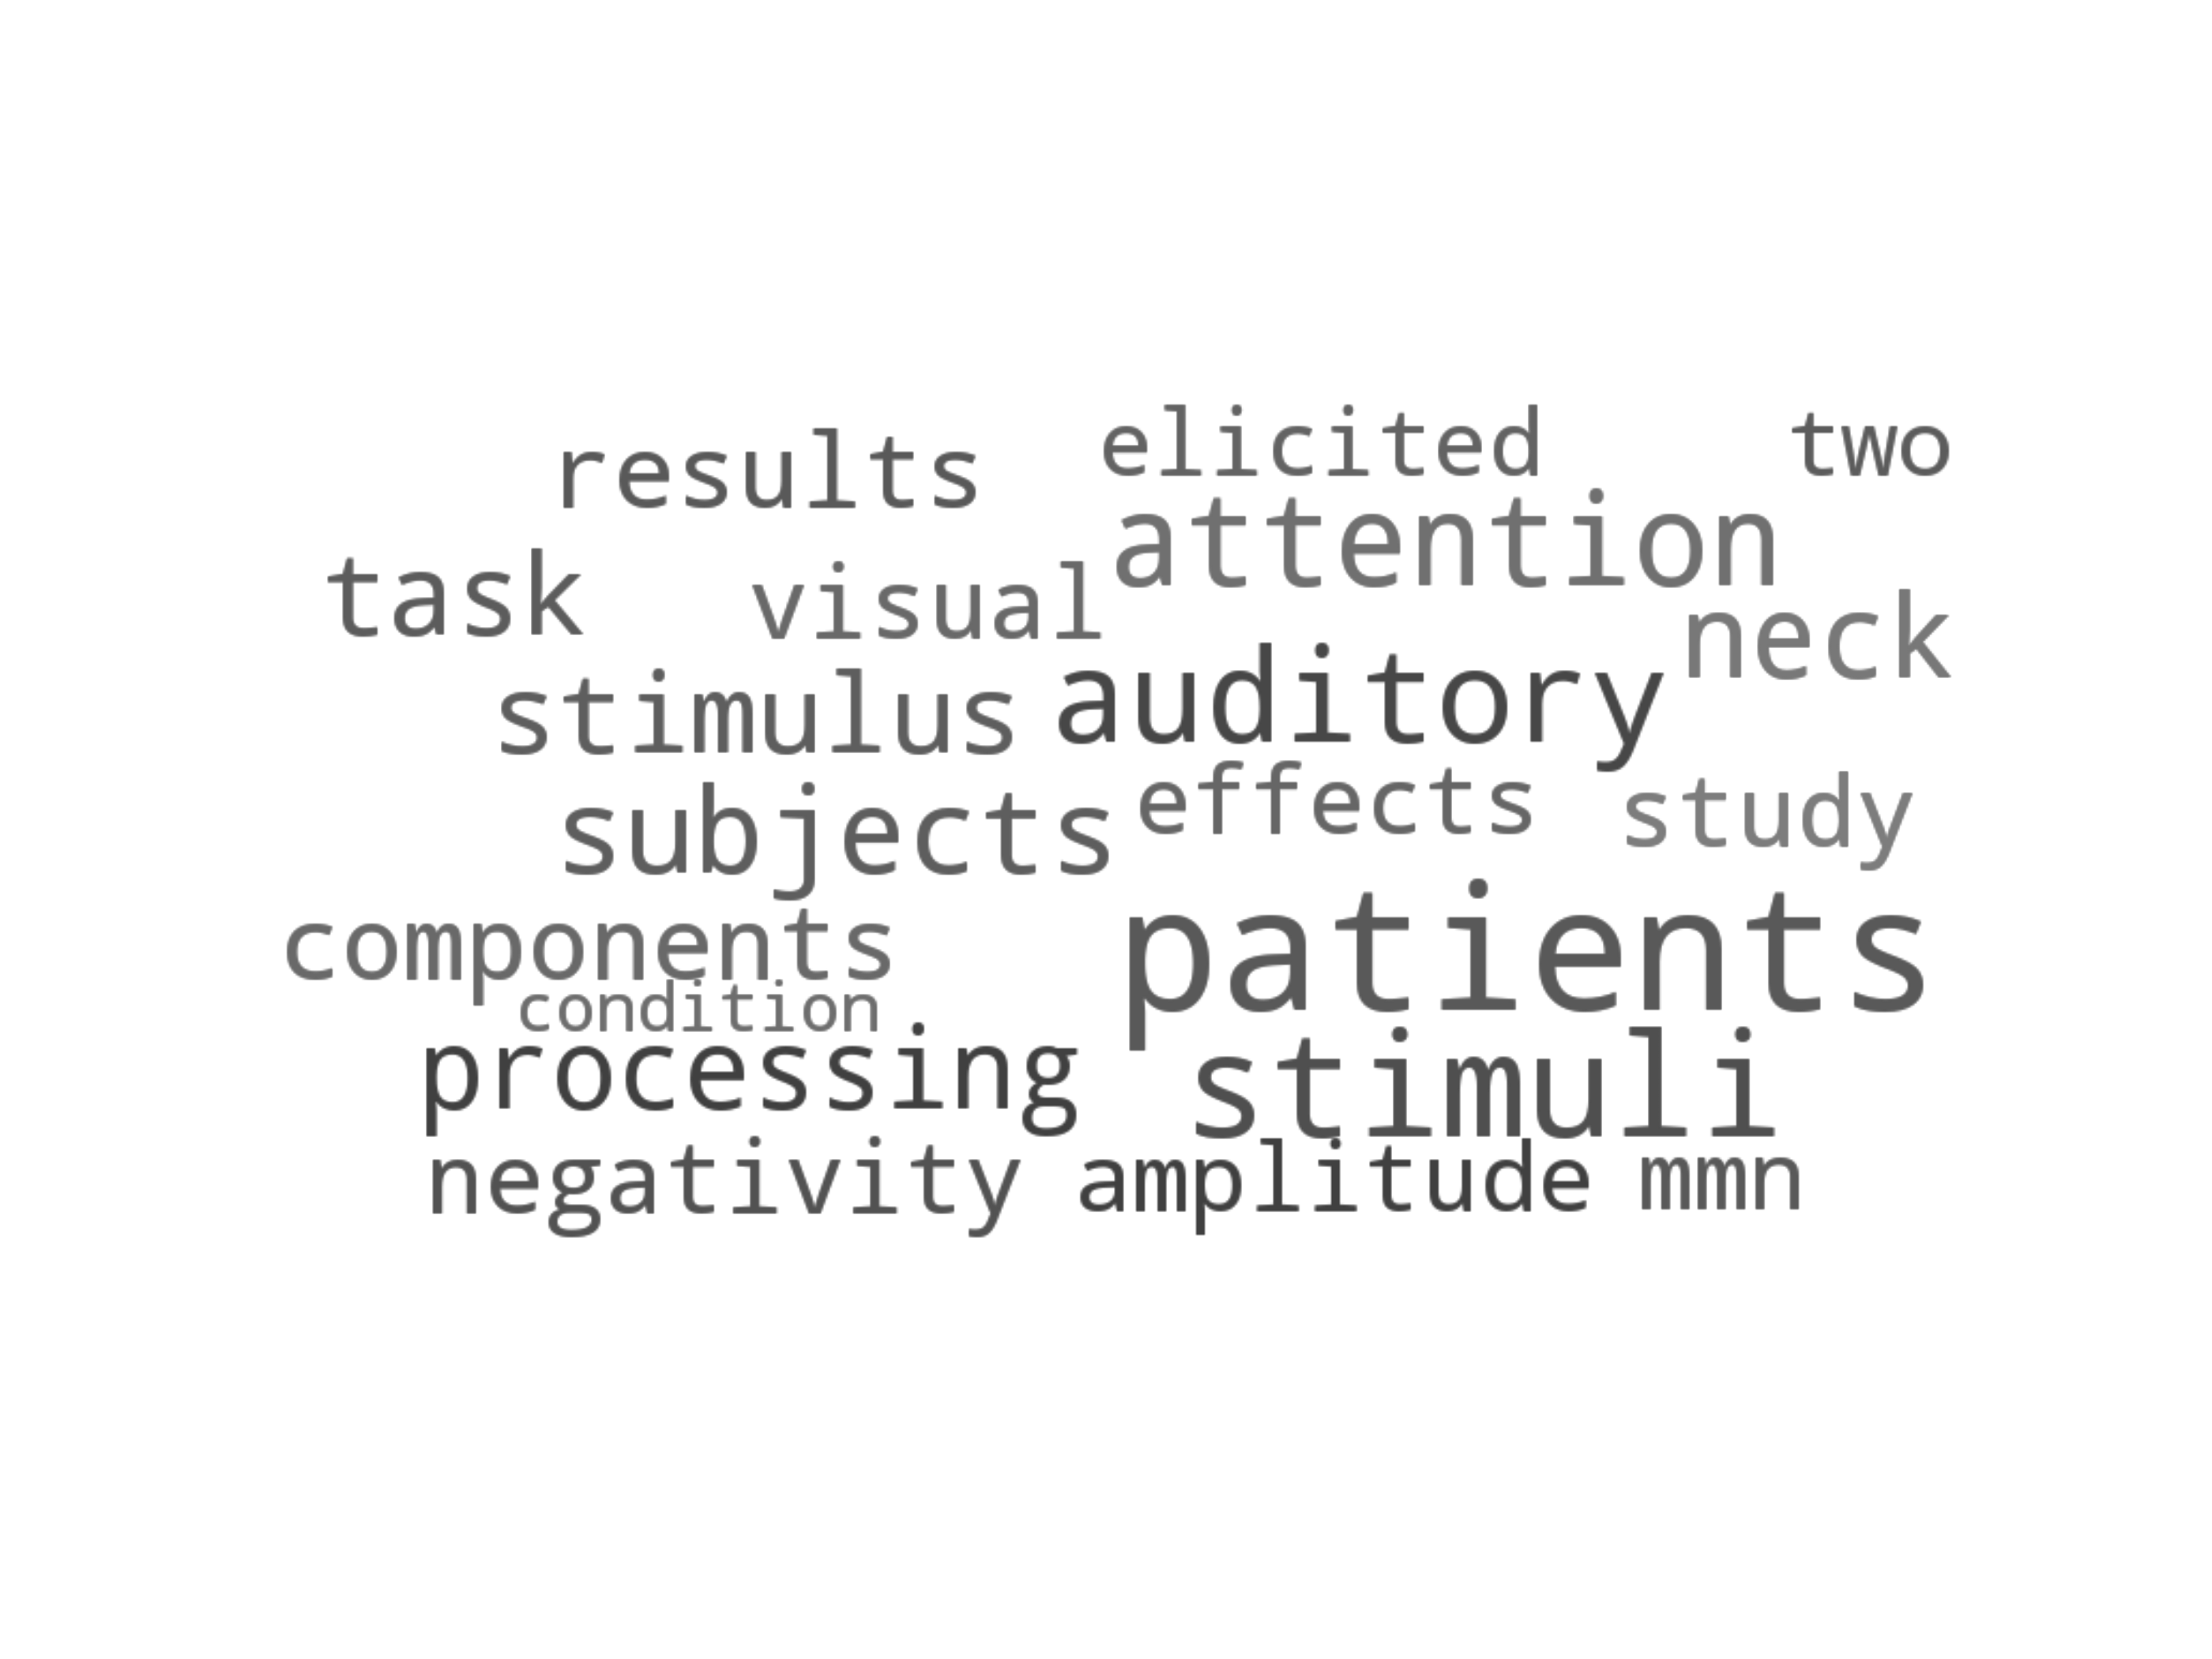 elicited two
results
attention
task visual
neck
stimulus auditory
effects study
subjects
components patients
condition
processing stimuli
negativity amplitude mmn